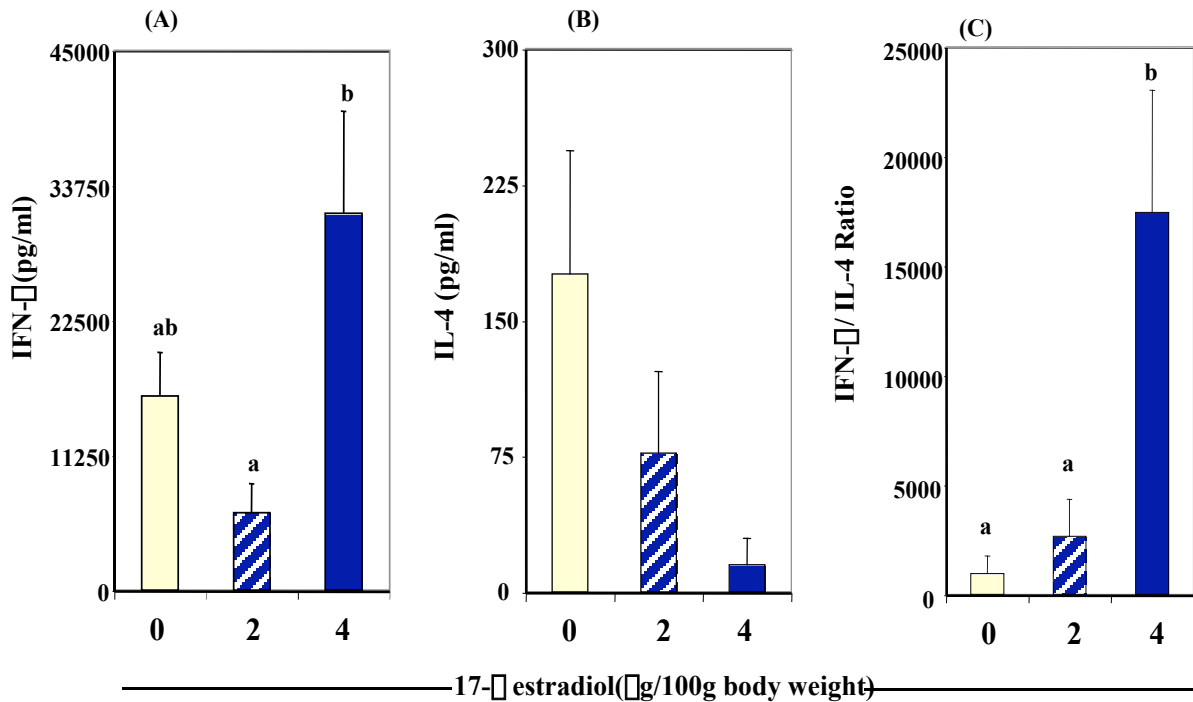 (A)
45000
33750
22500
11250
0
IFN-▯(pg/ml)
ab
a
b
0 2 4
(B)
300
225
150
75
0
IL-4 (pg/ml)
0 2 4
(C)
25000
20000
15000
10000
5000
0
IFN-▯/ IL-4 Ratio
a
a
b
0 2 4
17-▯ estradiol(▯g/100g body weight)